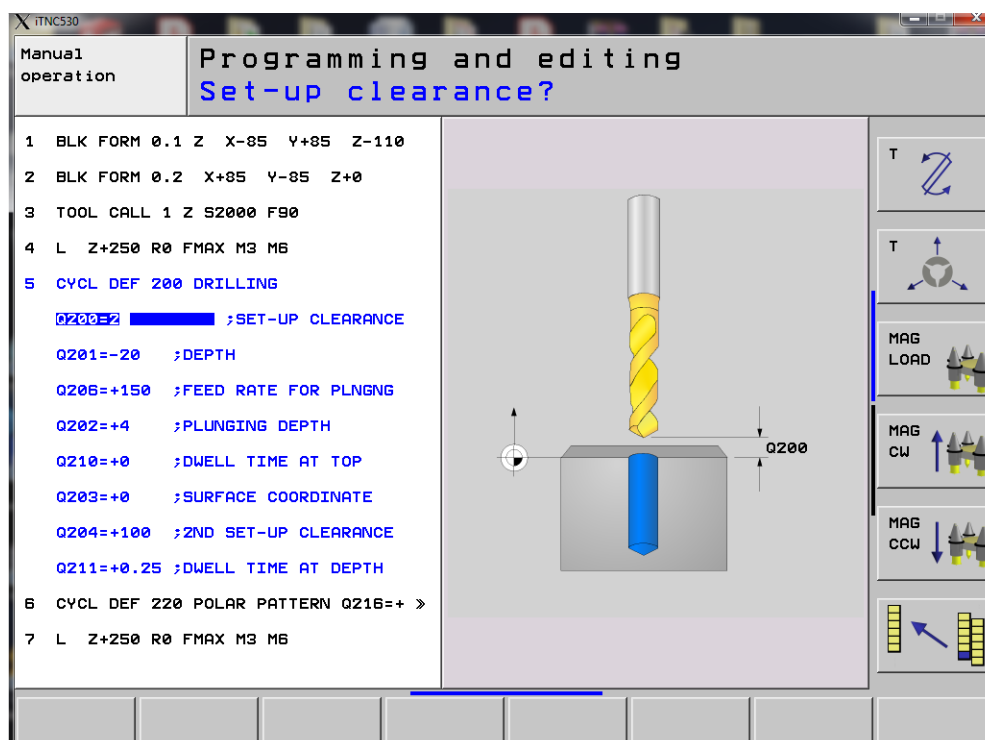 iTNC530
Manual
operation
Programming and editing
Set-up clearance?
1 BLK FORM 0.1 Z X-85 Y+85 Z-110
2 BLK FORM 0.2 X+85 Y-85 Z+0
3 TOOL CALL 1 Z S2000 F90
4 L Z+250 R0 FMAX M3 M6
5 CYCL DEF 200 DRILLING
Q200=2 ;SET-UP CLEARANCE
Q201=-20 ;DEPTH
Q206=+150 ;FEED RATE FOR PLNGNG
Q202=+4 ;PLUNGING DEPTH
Q210=+0 ;DWELL TIME AT TOP
Q203=+0 ;SURFACE COORDINATE
Q204=+100 ;2ND SET-UP CLEARANCE
Q211=+0.25 ;DWELL TIME AT DEPTH
6 CYCL DEF 220 POLAR PATTERN Q216=+ »
7 L Z+250 R0 FMAX M3 M6
Q200
T
T
MAG
LOAD
MAG
CW
MAG
CCW